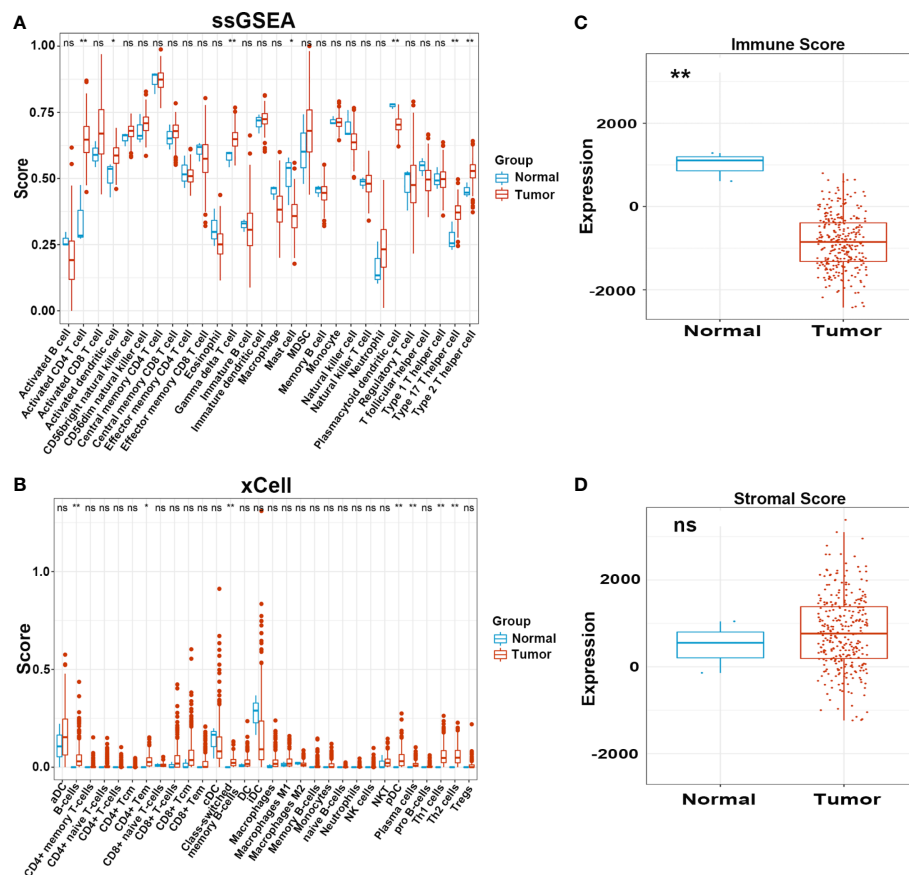 A
ssGSEA
ns ** ns * ns ns ns ns ns ns ns ** ns ns ns * ns ns ns ns ns ns ** ns ns ns ** **
1.00
0.75
0.50
0.25
0.00
Score
Group
Normal
Tumor
Activated B cell
Activated CD4 T cell
Activated CD8 T cell
Activated dendritic cell
CD56bright natural killer cell
CD56dim natural killer cell
Central memory CD4 T cell
Central memory CD8 T cell
Effector memory CD4 T cell
Effector memory CD8 T cell
Eosinophil
Gamma delta T cell
Immature B cell
Immature dendritic cell
Macrophage
Mast cell
MDSC
Memory B cell
Monocyte
Natural killer cell
Natural killer T cell
Neutrophil
Plasmacytoid dendritic cell
Regulatory T cell
T follicular helper cell
Type 1 T helper cell
Type 17 T helper cell
Type 2 T helper cell
B
xCell
ns ** ns ns ns ns * ns ns ns ns ns ** ns ns ns ns ns ns ns ns ns ns ns ** ** ns ** ** ns
1.0
0.5
0.0
Score
Group
Normal
Tumor
aDC
B-cells
CD4+ memory T-cells
CD4+ naive T-cells
CD4+ T-cells
CD4+ Tcm
CD4+ Tem
CD8+ naive T-cells
CD8+ T-cells
CD8+ Tcm
CD8+ Tem
cDC
Class-switched
memory B-cells
DC
iDC
Macrophages
Macrophages M1
Macrophages M2
Memory B-cells
Monocytes
naive B-cells
Neutrophils
NK cells
NKT
pDC
Plasma cells
pro B-cells
Th1 cells
Th2 cells
Tregs
C
Immune Score
**
2000
0
-2000
Expression
Normal
Tumor
D
Stromal Score
ns
2000
0
-2000
Expression
Normal
Tumor